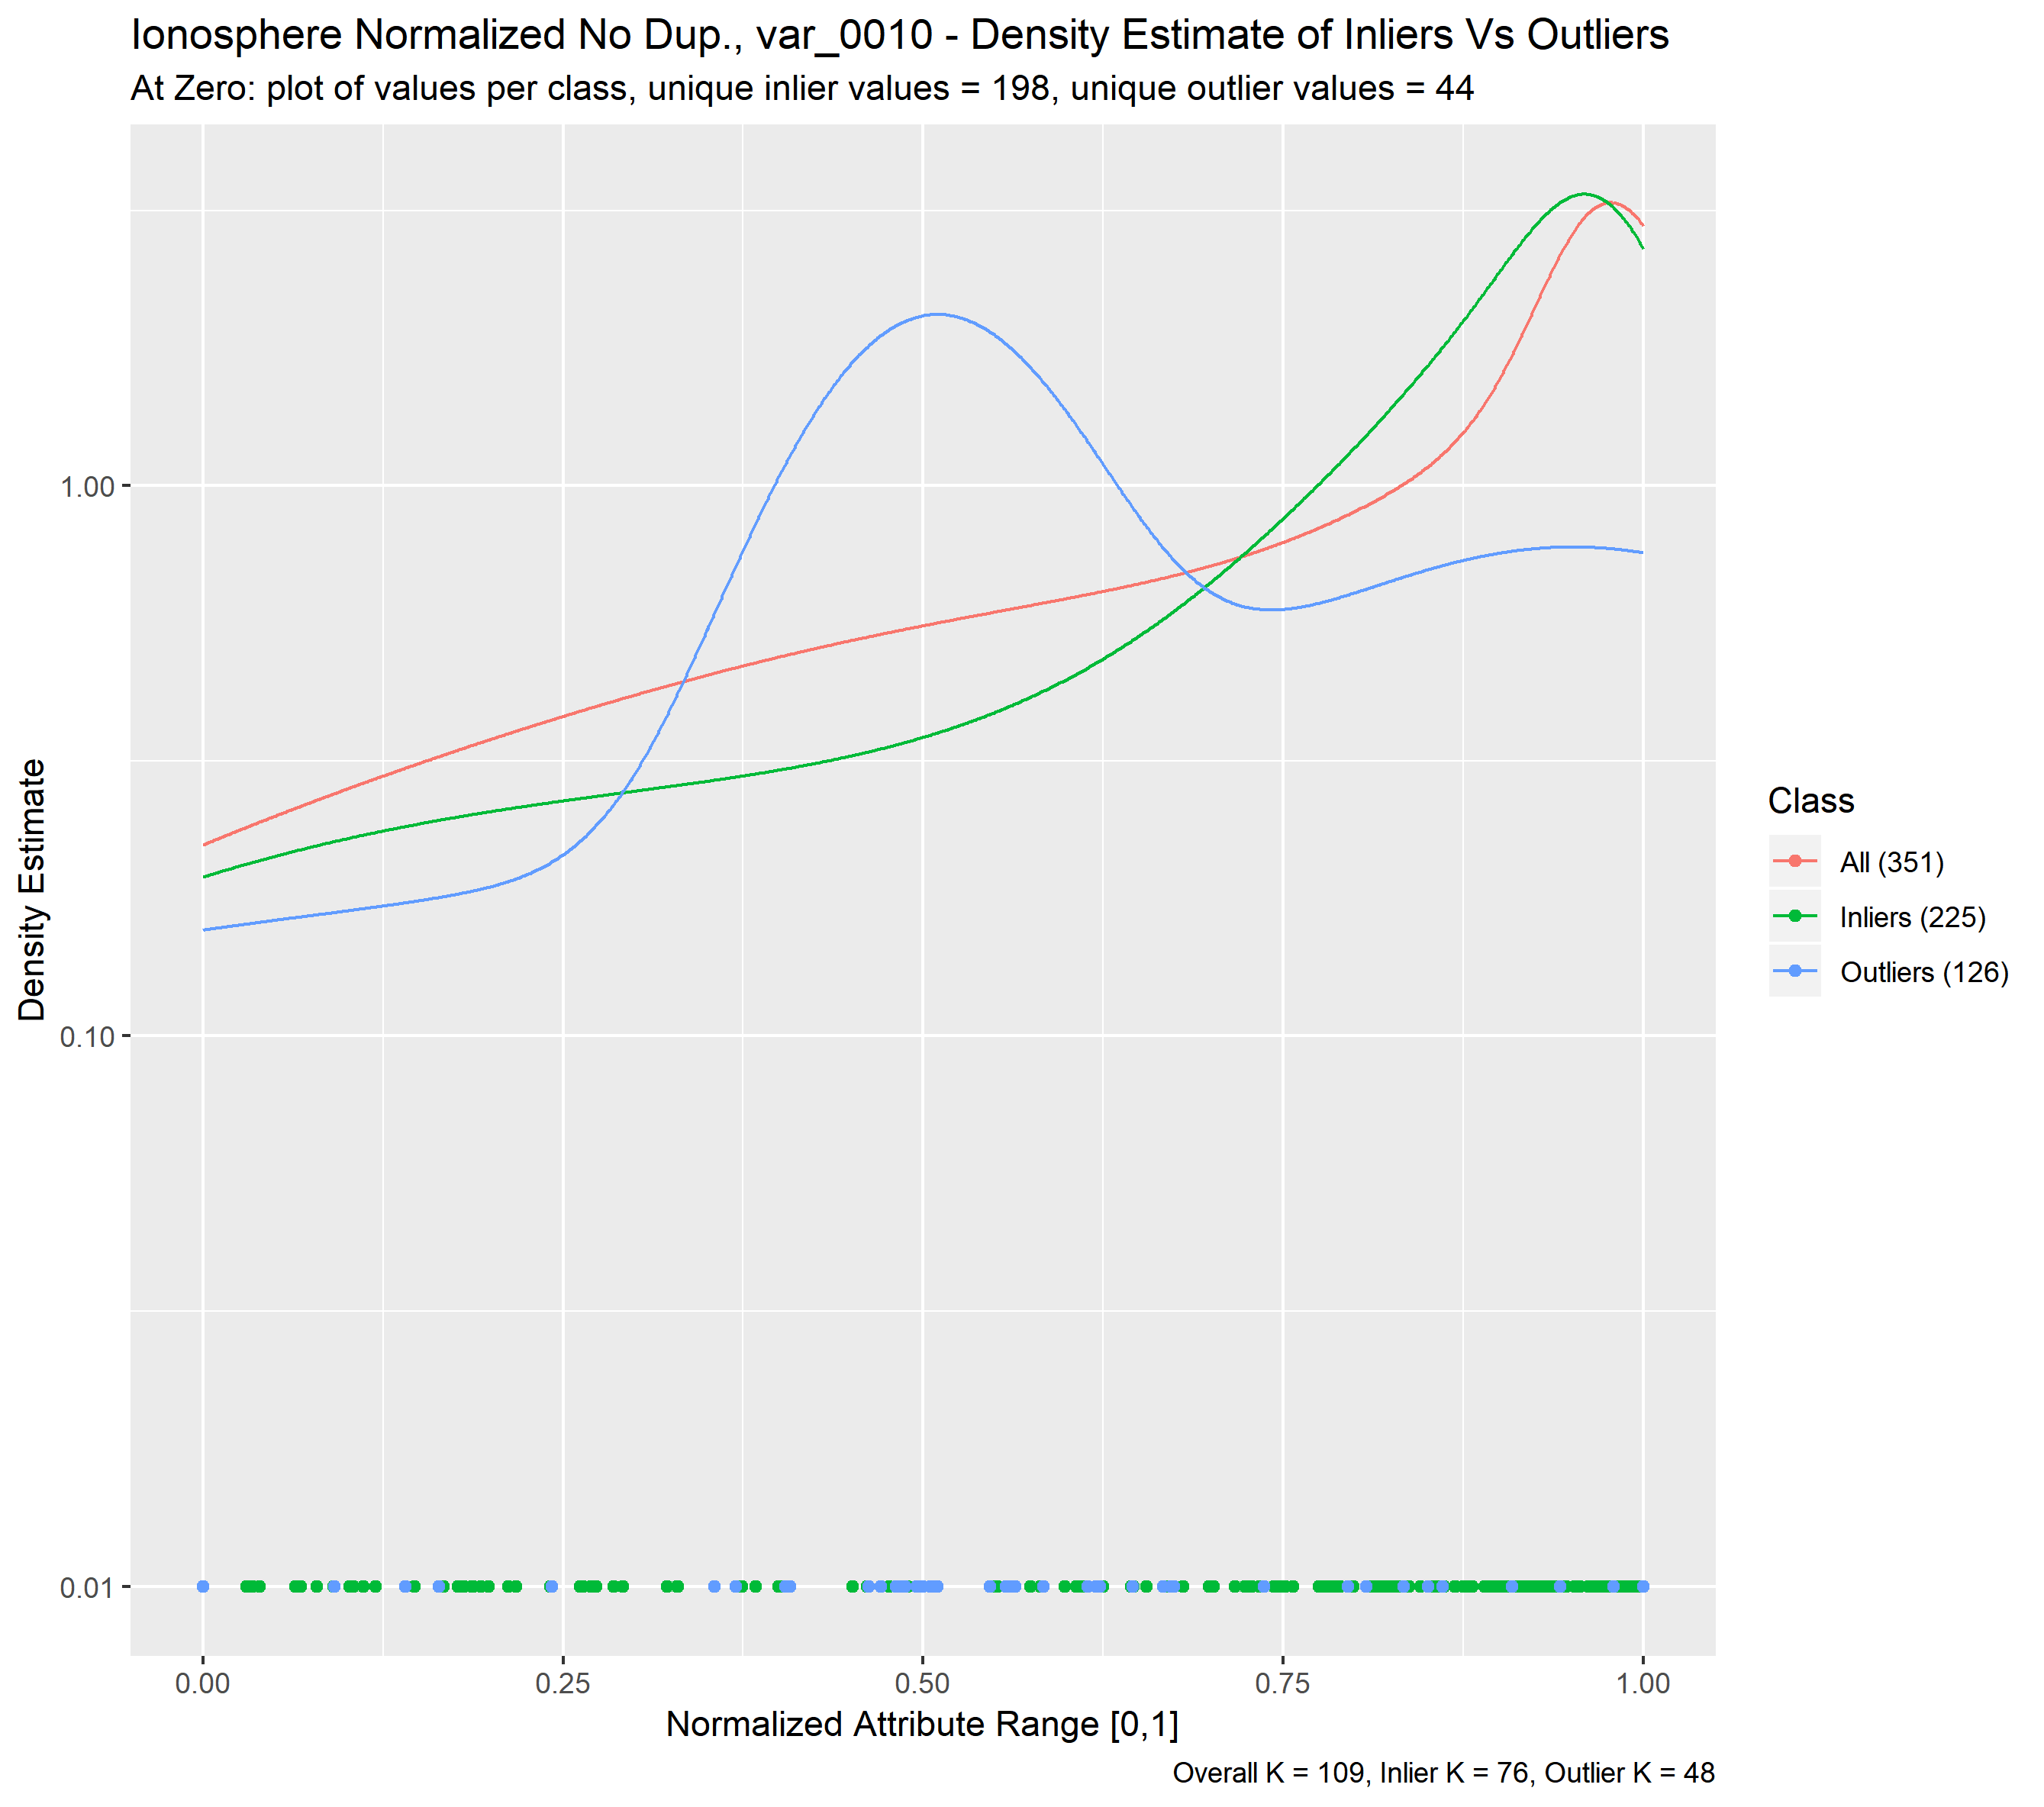 Ionosphere Normalized No Dup., var_0010 - Density Estimate of Inliers Vs Outliers
At Zero: plot of values per class, unique inlier values = 198, unique outlier values = 44
Density Estimate
1.00
0.10
0.01
0.00
0.25
0.50
0.75
1.00
Normalized Attribute Range [0,1]
Overall K = 109, Inlier K = 76, Outlier K = 48
Class
All (351)
Inliers (225)
Outliers (126)